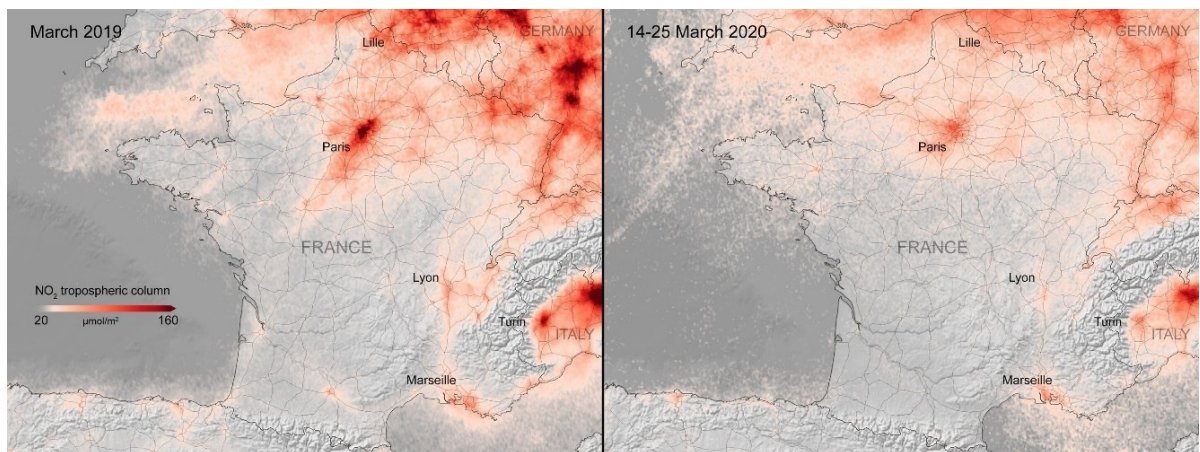 March 2019
Lille
GERMANY
Paris
FRANCE
Lyon
NO₂ tropospheric column
20 µmol/m² 160
Turin
ITALY
Marseille
14-25 March 2020
Lille
GERMANY
Paris
FRANCE
Lyon
Turin
ITALY
Marseille